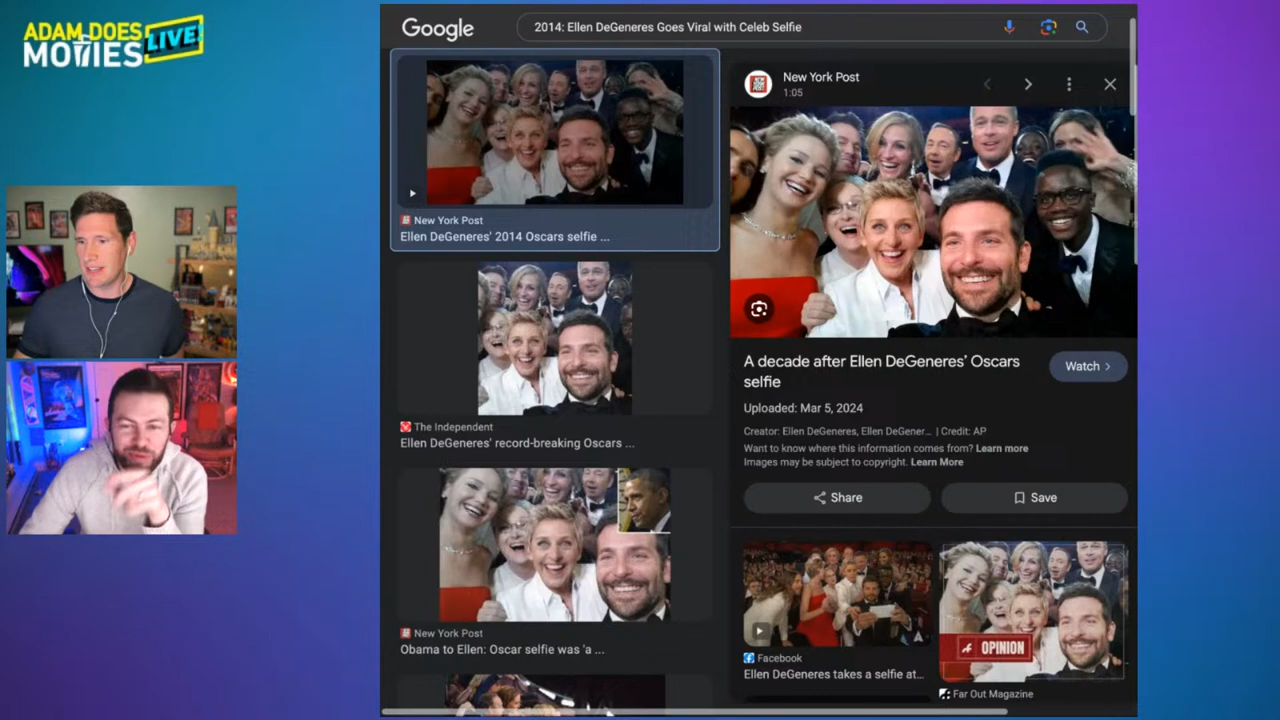 ADAM DOES
MOVIES LIVE!
Google
2014: Ellen DeGeneres Goes Viral with Celeb Selfie
New York Post
Ellen DeGeneres' 2014 Oscars selfie ...
The Independent
Ellen DeGeneres' record-breaking Oscars ...
New York Post
Obama to Ellen: Oscar selfie was 'a ...
New York Post
1:05
A decade after Ellen DeGeneres' Oscars
selfie
Watch
Uploaded: Mar 5, 2024
Creator: Ellen DeGeneres, Ellen DeGener... | Credit: AP
Want to know where this information comes from? Learn more
Images may be subject to copyright. Learn More
Share
Save
Facebook
Ellen DeGeneres takes a selfie at...
OPINION
Far Out Magazine